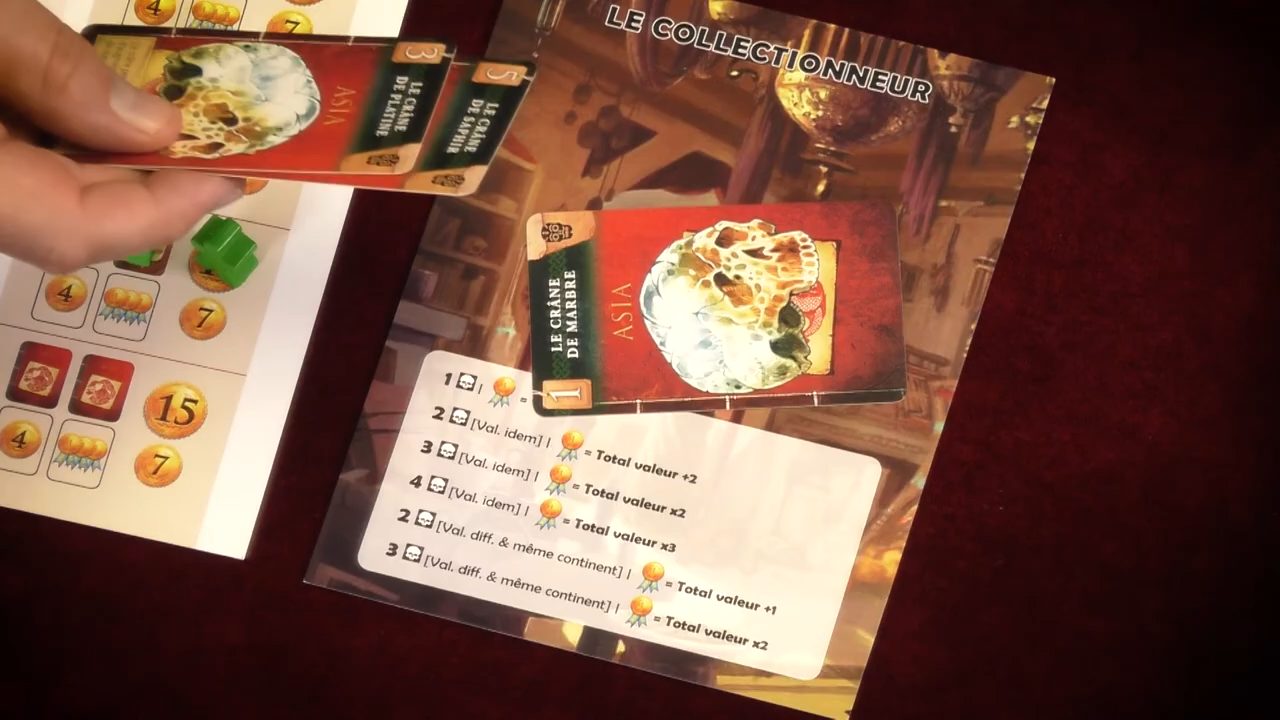 LE COLLECTIONNEUR
4
7
3
LE CRÂNE
DE PLATINE
ASIA
5
LE CRÂNE
DE SAPHIR
LE CRÂNE
DE MARBRE
ASIA
1
4
7
15
4
7
1 | =
2 [Val. idem] | = Total valeur +2
3 [Val. idem] | = Total valeur x2
4 [Val. idem] | = Total valeur x3
2 [Val. diff. & même continent] | = Total valeur +1
3 [Val. diff. & même continent] | = Total valeur x2